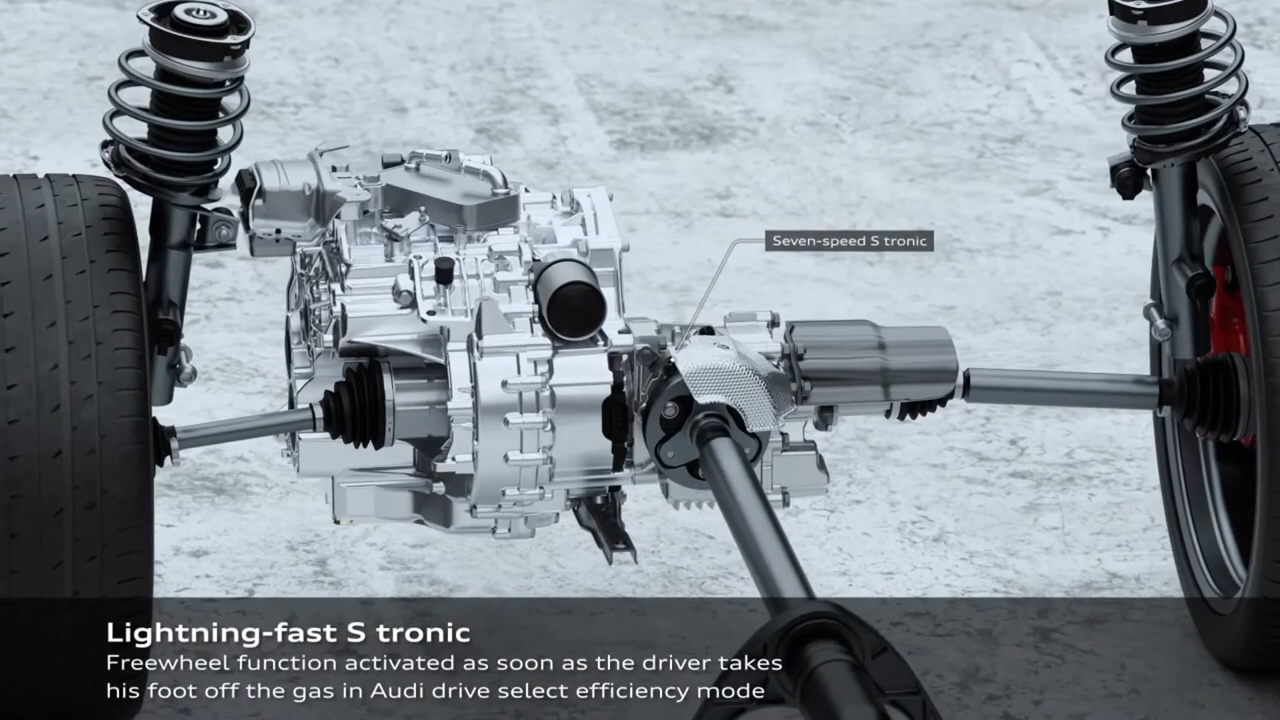 Seven-speed S tronic
Lightning-fast S tronic
Freewheel function activated as soon as the driver takes
his foot off the gas in Audi drive select efficiency mode